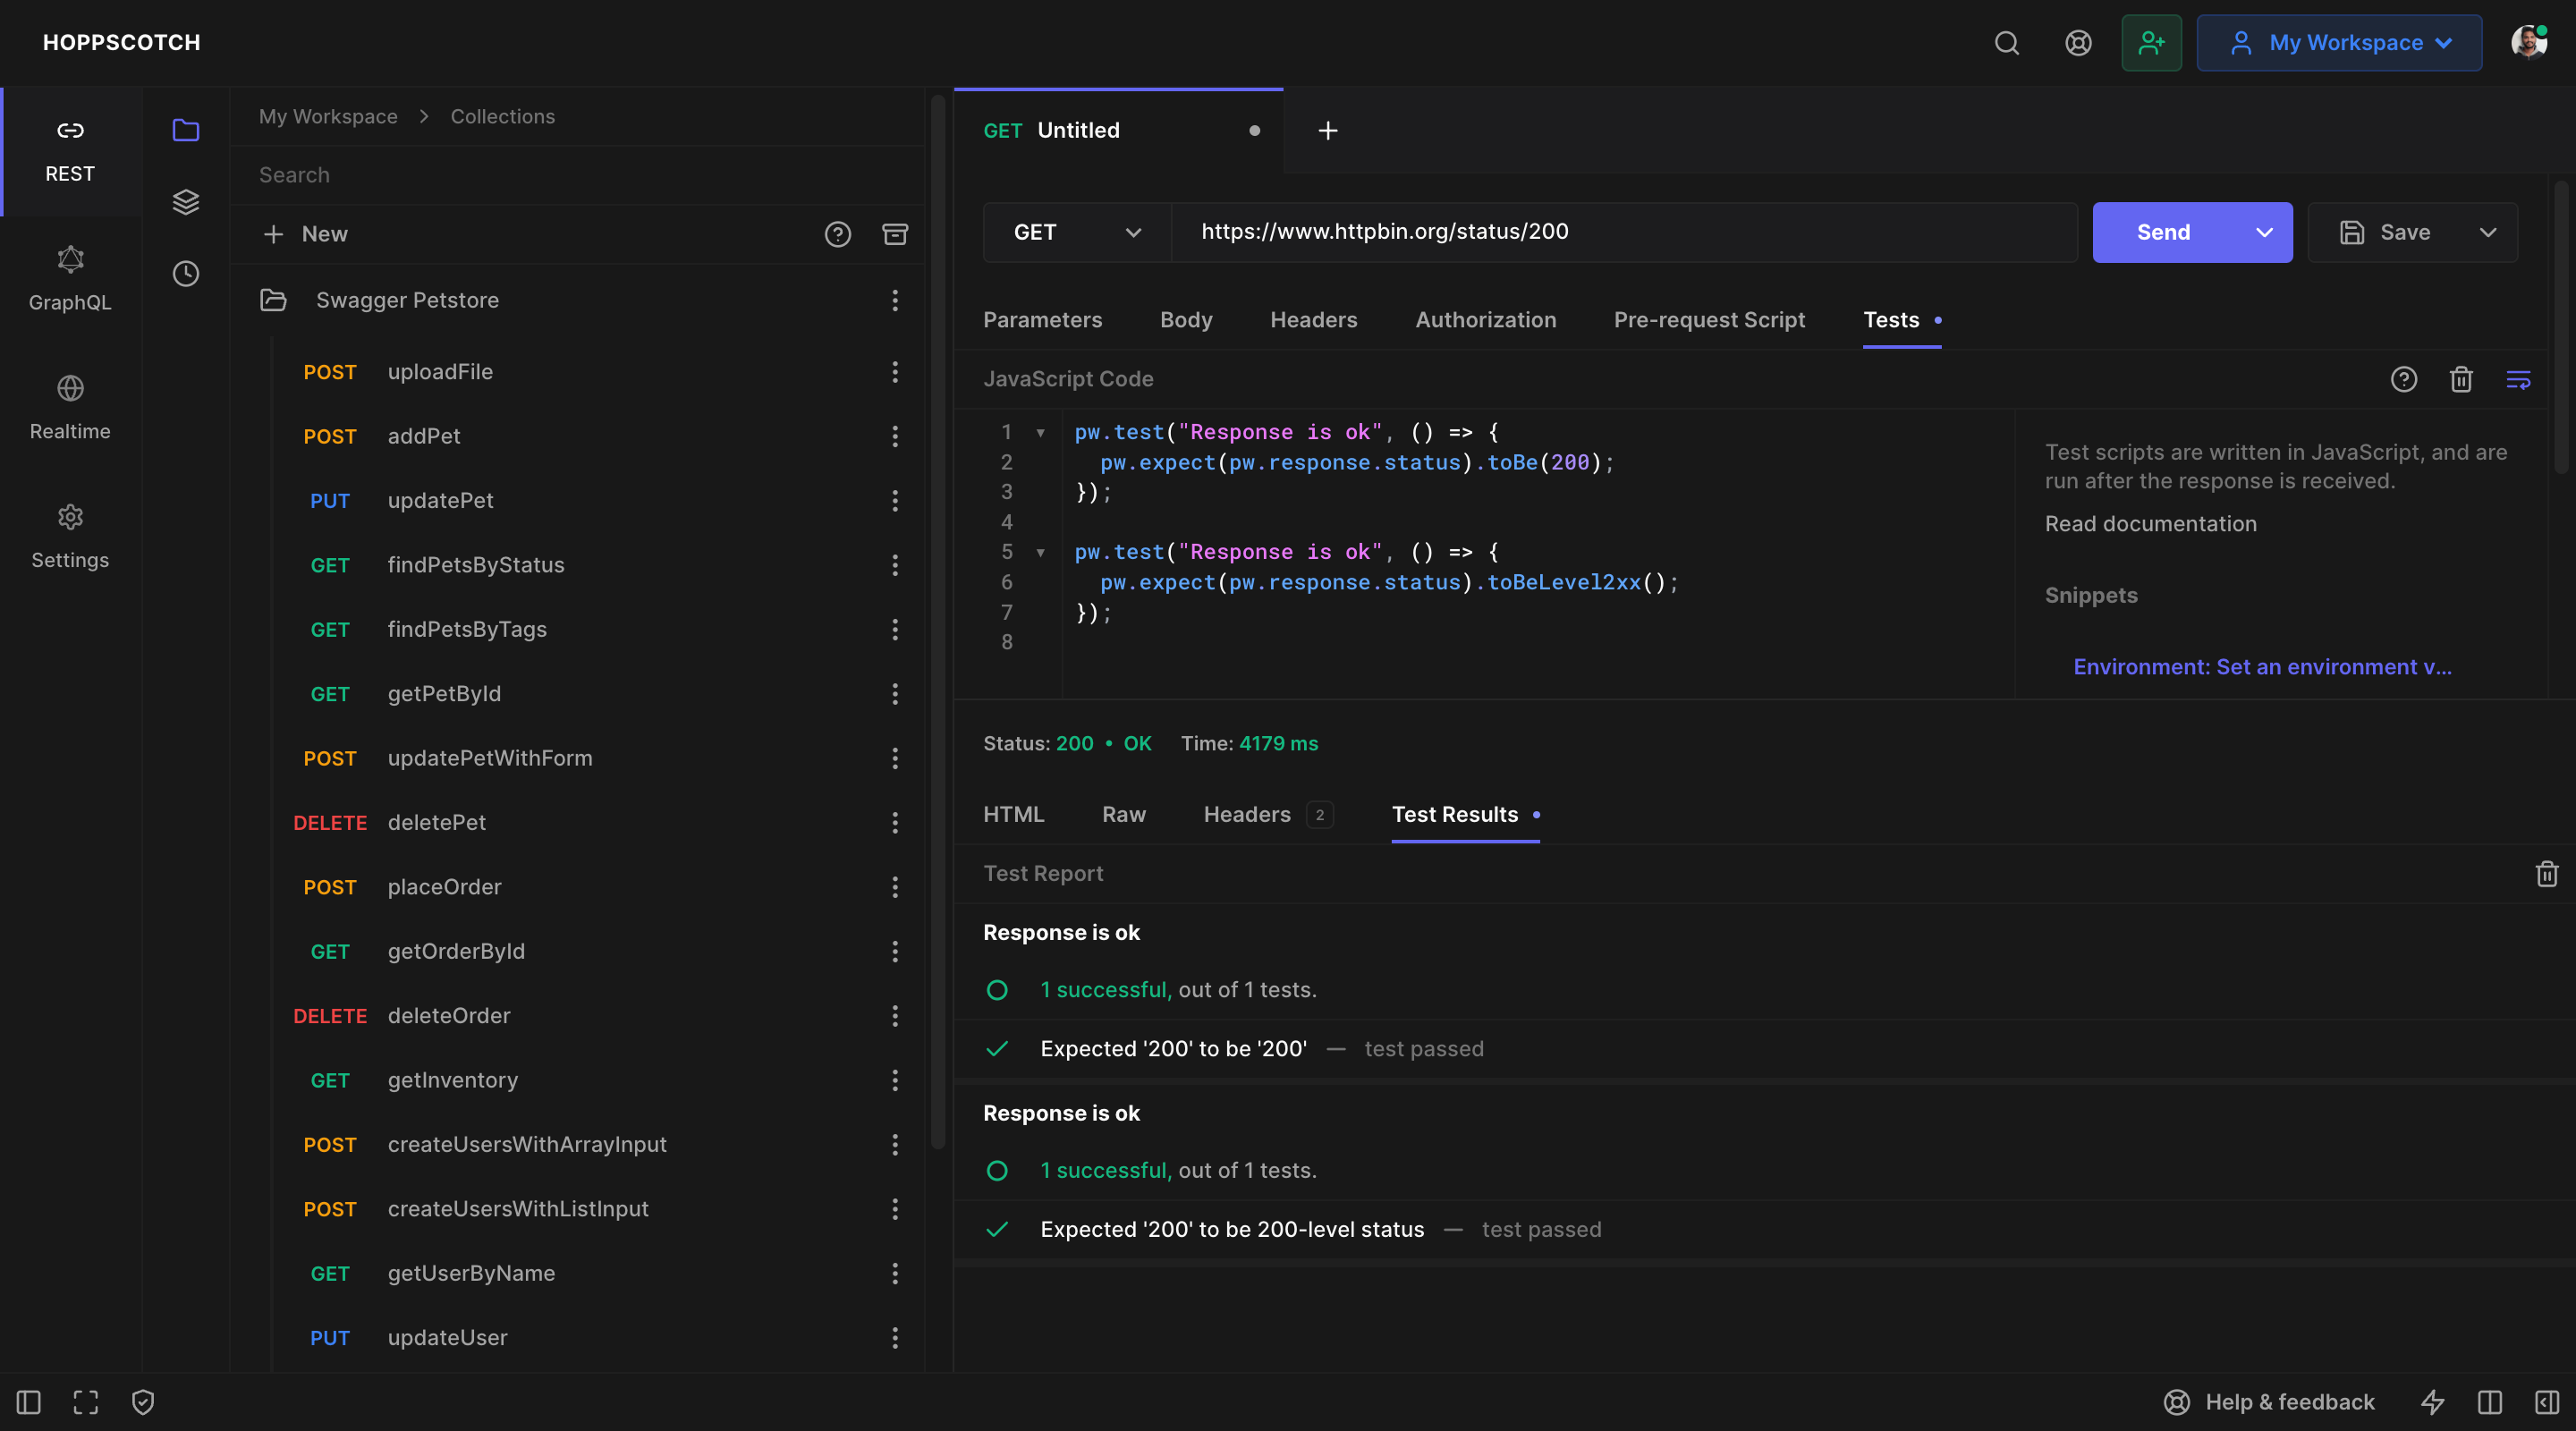 HOPPSCOTCH
My Workspace
REST
GraphQL
Realtime
Settings
My Workspace > Collections
Search
New
Swagger Petstore
POST uploadFile
POST addPet
PUT updatePet
GET findPetsByStatus
GET findPetsByTags
GET getPetById
POST updatePetWithForm
DELETE deletePet
POST placeOrder
GET getOrderById
DELETE deleteOrder
GET getInventory
POST createUsersWithArrayInput
POST createUsersWithListInput
GET getUserByName
PUT updateUser
GET Untitled
GET https://www.httpbin.org/status/200 Send Save
Parameters Body Headers Authorization Pre-request Script Tests
JavaScript Code
1 pw.test("Response is ok", () => {
2 pw.expect(pw.response.status).toBe(200);
3 });
4
5 pw.test("Response is ok", () => {
6 pw.expect(pw.response.status).toBeLevel2xx();
7 });
8
Test scripts are written in JavaScript, and are
run after the response is received.
Read documentation
Snippets
Environment: Set an environment v...
Status: 200 • OK Time: 4179 ms
HTML Raw Headers 2 Test Results
Test Report
Response is ok
1 successful, out of 1 tests.
Expected '200' to be '200' — test passed
Response is ok
1 successful, out of 1 tests.
Expected '200' to be 200-level status — test passed
Help & feedback